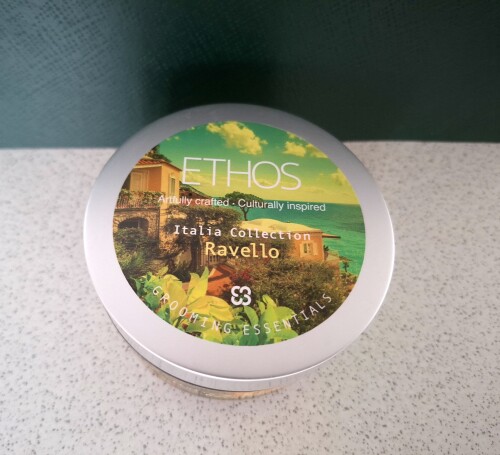 ETHOS
Artfully crafted · Culturally inspired
Italia Collection
Ravello
GROOMING ESSENTIALS